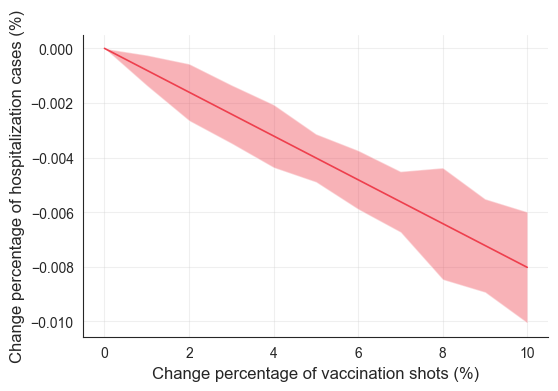 Change percentage of hospitalization cases (%)
0.000
−0.002
−0.004
−0.006
−0.008
−0.010
0 2 4 6 8 10
Change percentage of vaccination shots (%)